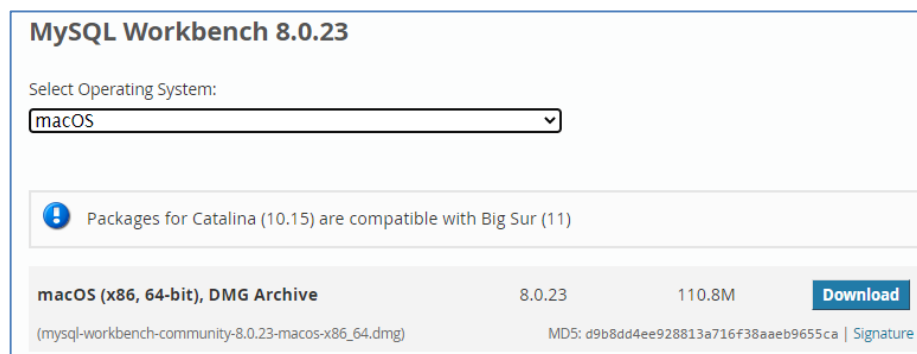 MySQL Workbench 8.0.23
Select Operating System:
macOS
Packages for Catalina (10.15) are compatible with Big Sur (11)
macOS (x86, 64-bit), DMG Archive 8.0.23 110.8M Download
(mysql-workbench-community-8.0.23-macos-x86_64.dmg) MD5: d9b8dd4ee928813a716f38aaeb9655ca | Signature